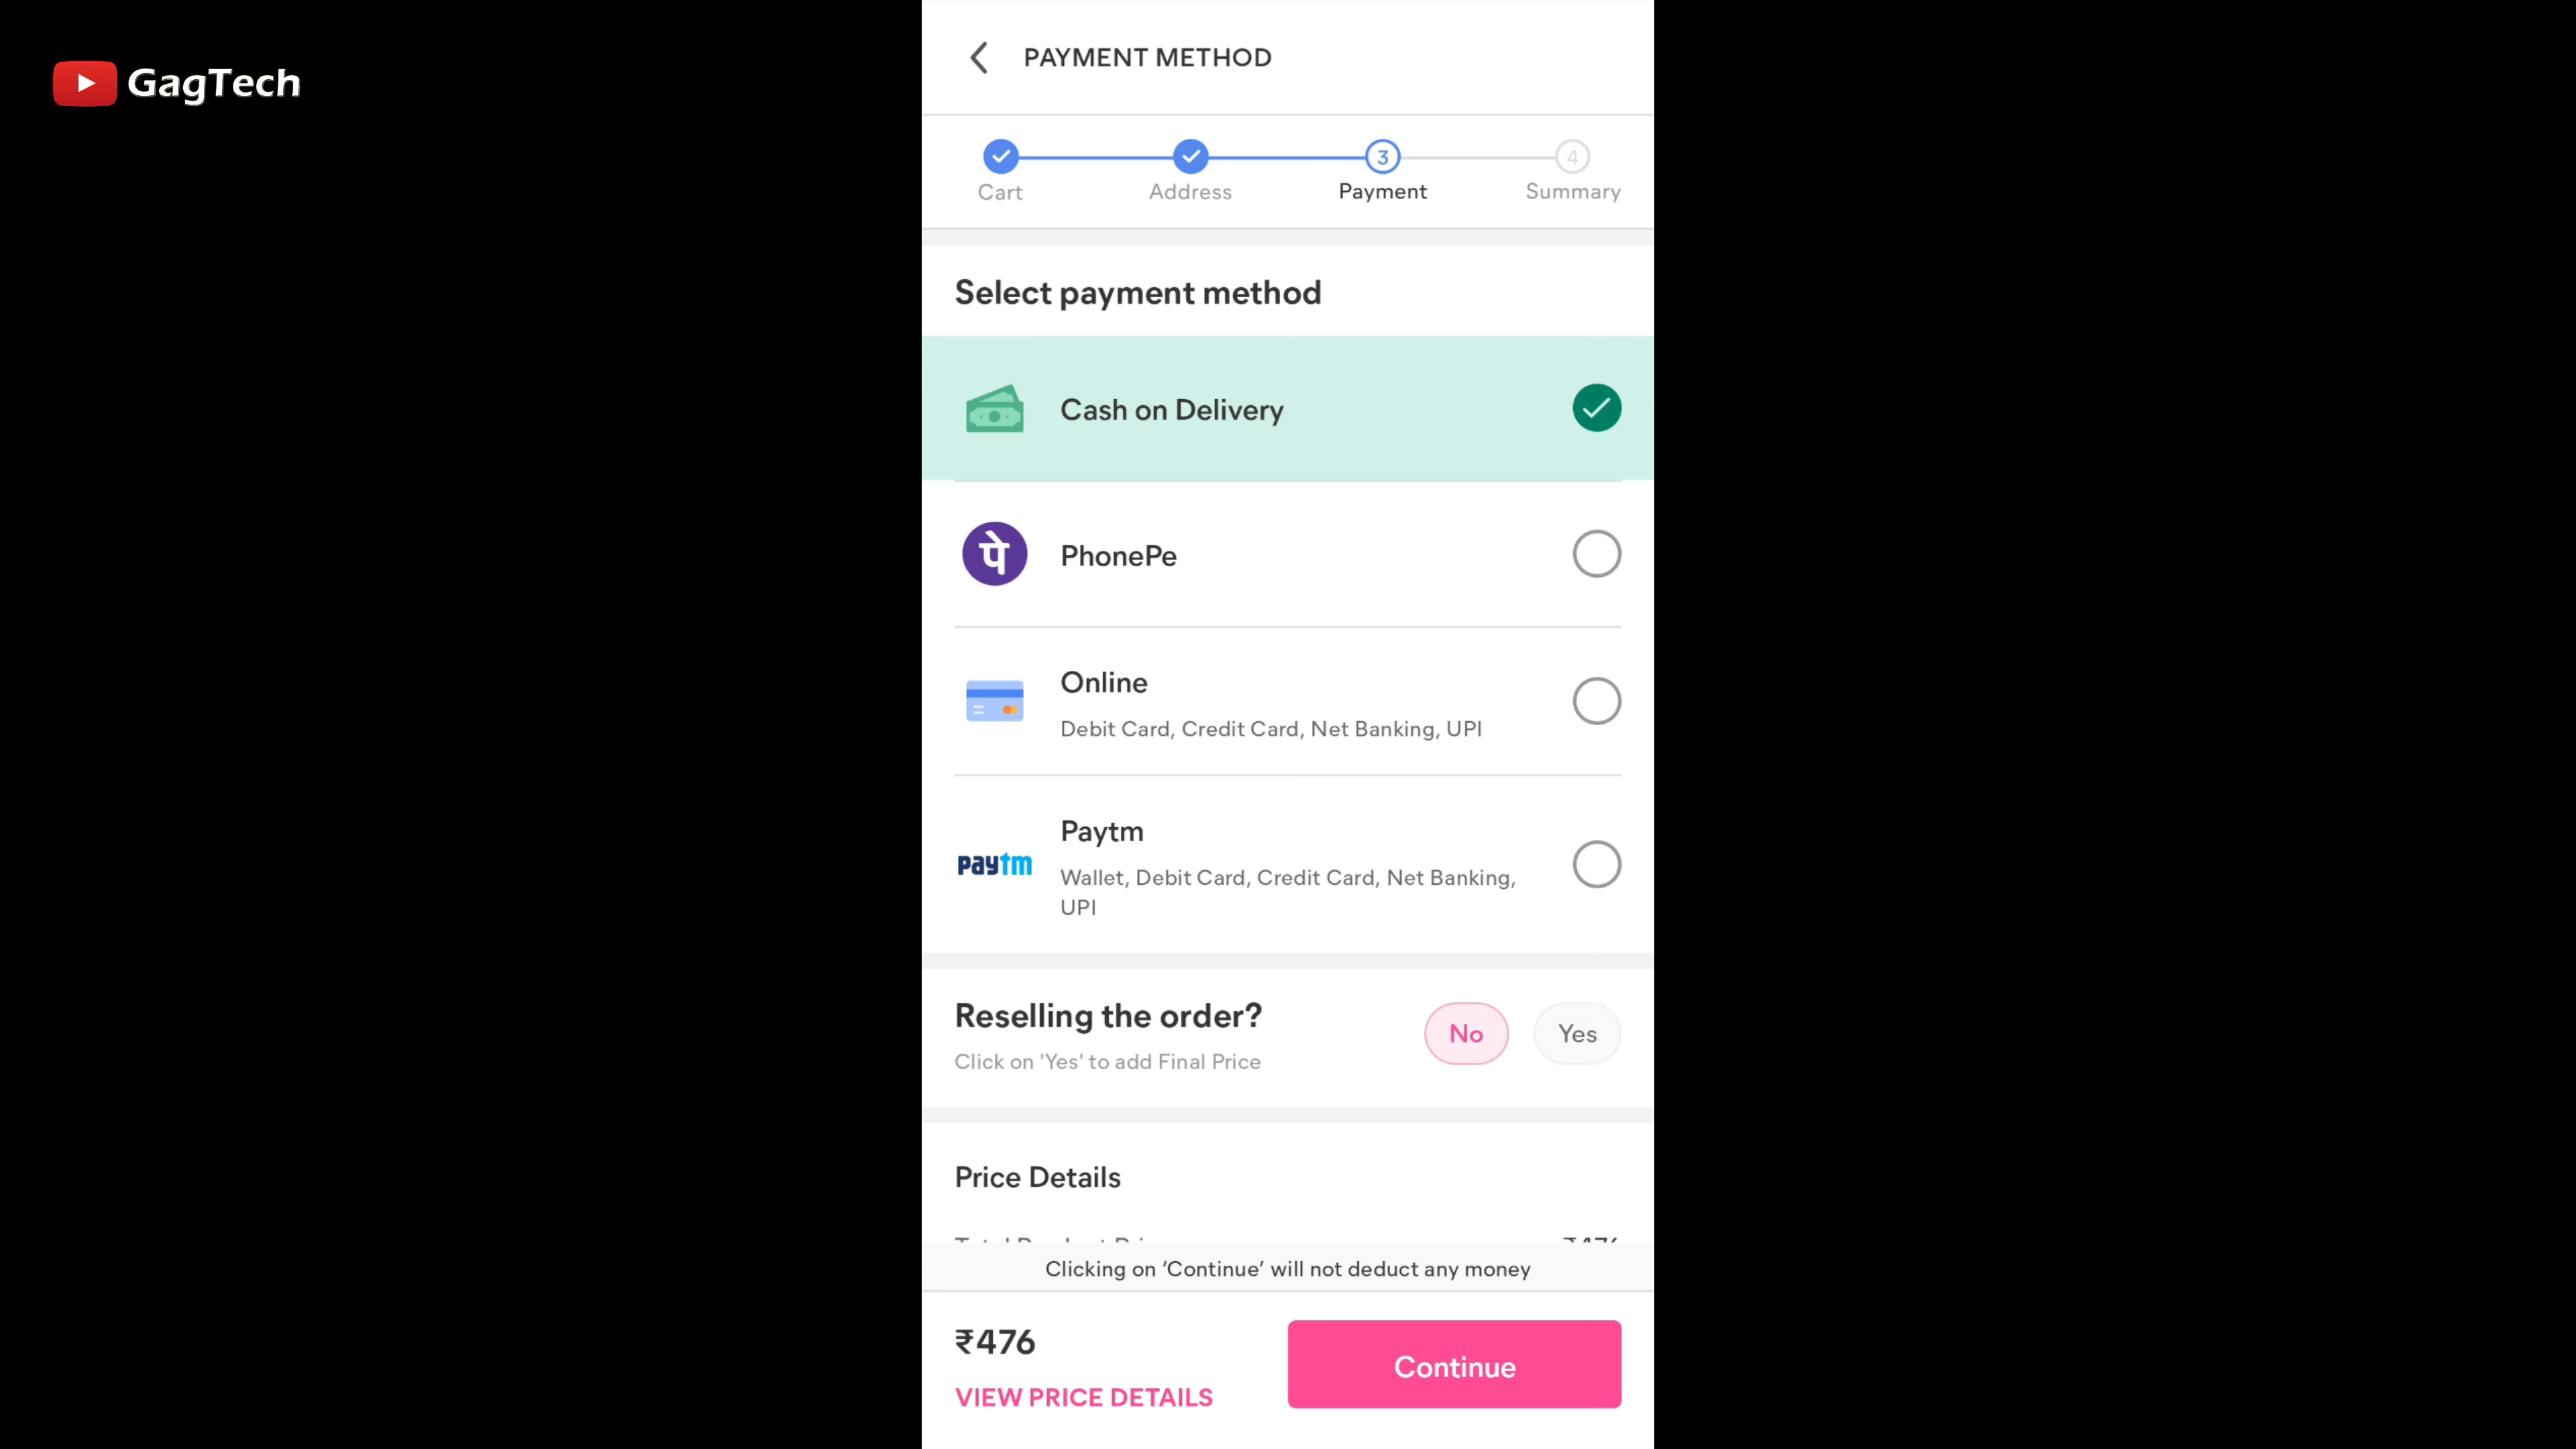 GagTech
PAYMENT METHOD
3
4
Cart
Address
Payment
Summary
Select payment method
Cash on Delivery
पे
PhonePe
Online
Debit Card, Credit Card, Net Banking, UPI
Paytm
paytm
Wallet, Debit Card, Credit Card, Net Banking,
UPI
Reselling the order?
No
Yes
Click on 'Yes' to add Final Price
Price Details
Clicking on ‘Continue’ will not deduct any money
₹476
Continue
VIEW PRICE DETAILS